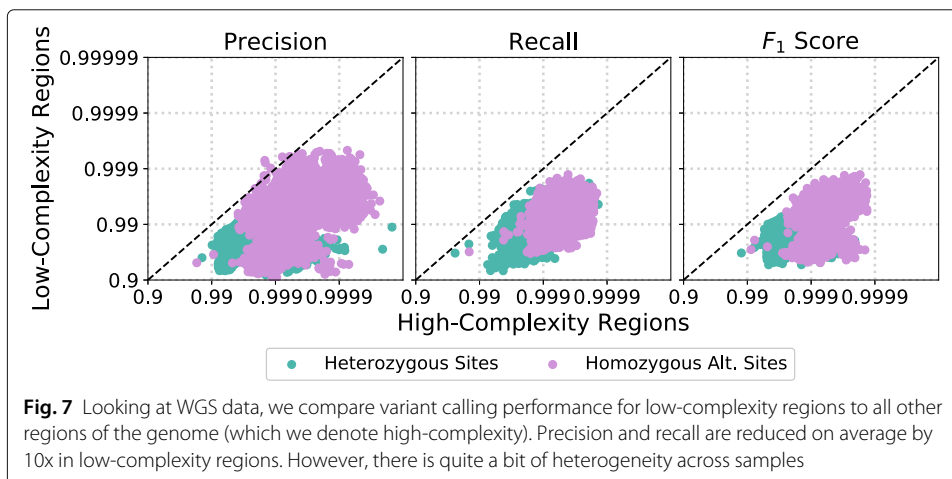 Precision
Recall
F₁ Score
Low-Complexity Regions
0.99999
0.9999
0.999
0.99
0.9
0.9 0.99 0.999 0.9999
0.9 0.99 0.999 0.9999
0.9 0.99 0.999 0.9999
High-Complexity Regions
Heterozygous Sites
Homozygous Alt. Sites
Fig. 7 Looking at WGS data, we compare variant calling performance for low-complexity regions to all other
regions of the genome (which we denote high-complexity). Precision and recall are reduced on average by
10x in low-complexity regions. However, there is quite a bit of heterogeneity across samples